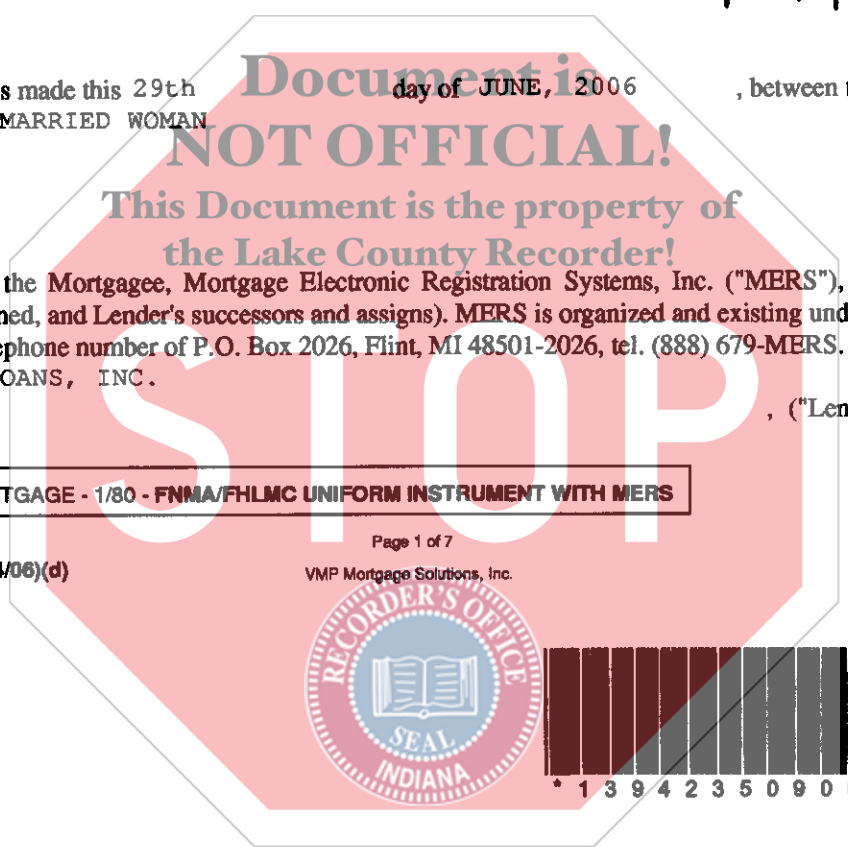 s made this 29th day of JUNE, 2006 , between
MARRIED WOMAN
Document is
NOT OFFICIAL!
This Document is the property of
the Lake County Recorder!
the Mortgagee, Mortgage Electronic Registration Systems, Inc. ("MERS"),
ned, and Lender's successors and assigns). MERS is organized and existing und
ephone number of P.O. Box 2026, Flint, MI 48501-2026, tel. (888) 679-MERS.
OANS, INC.
, ("Len
STOP
TGAGE - 1/80 - FNMA/FHLMC UNIFORM INSTRUMENT WITH MERS
Page 1 of 7
/06)(d)
VMP Mortgage Solutions, Inc.
RECORDER'S OFFICE
SEAL
INDIANA
* 1 3 9 4 2 3 5 0 9 0